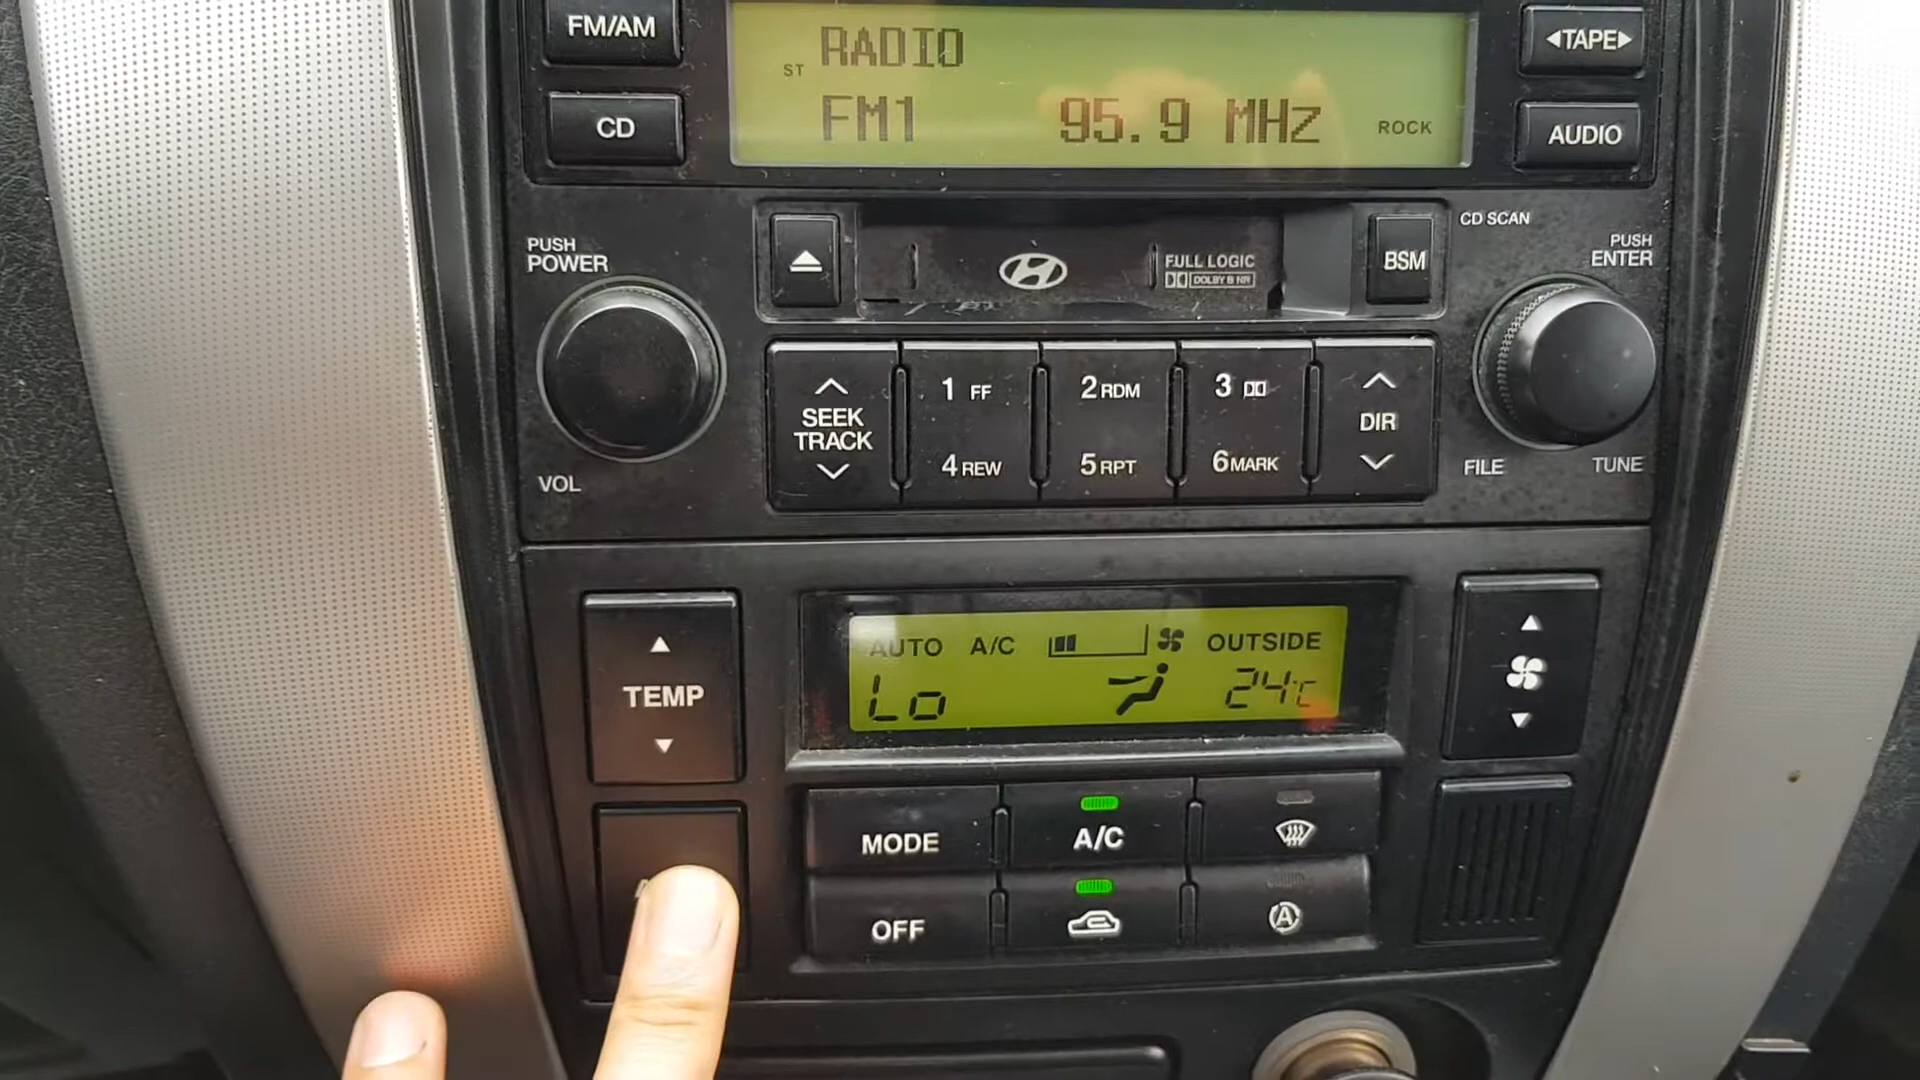 FM/AM
RADIO
ST
FM1 95.9 MHz ROCK
◀TAPE▶
CD
AUDIO
PUSH
POWER
FULL LOGIC
DOLBY B NR
BSM
CD SCAN
PUSH
ENTER
SEEK
TRACK
1 FF
2 RDM
3
DIR
4 REW
5 RPT
6 MARK
VOL
FILE
TUNE
TEMP
AUTO A/C OUTSIDE
Lo 24°C
MODE
A/C
OFF
A